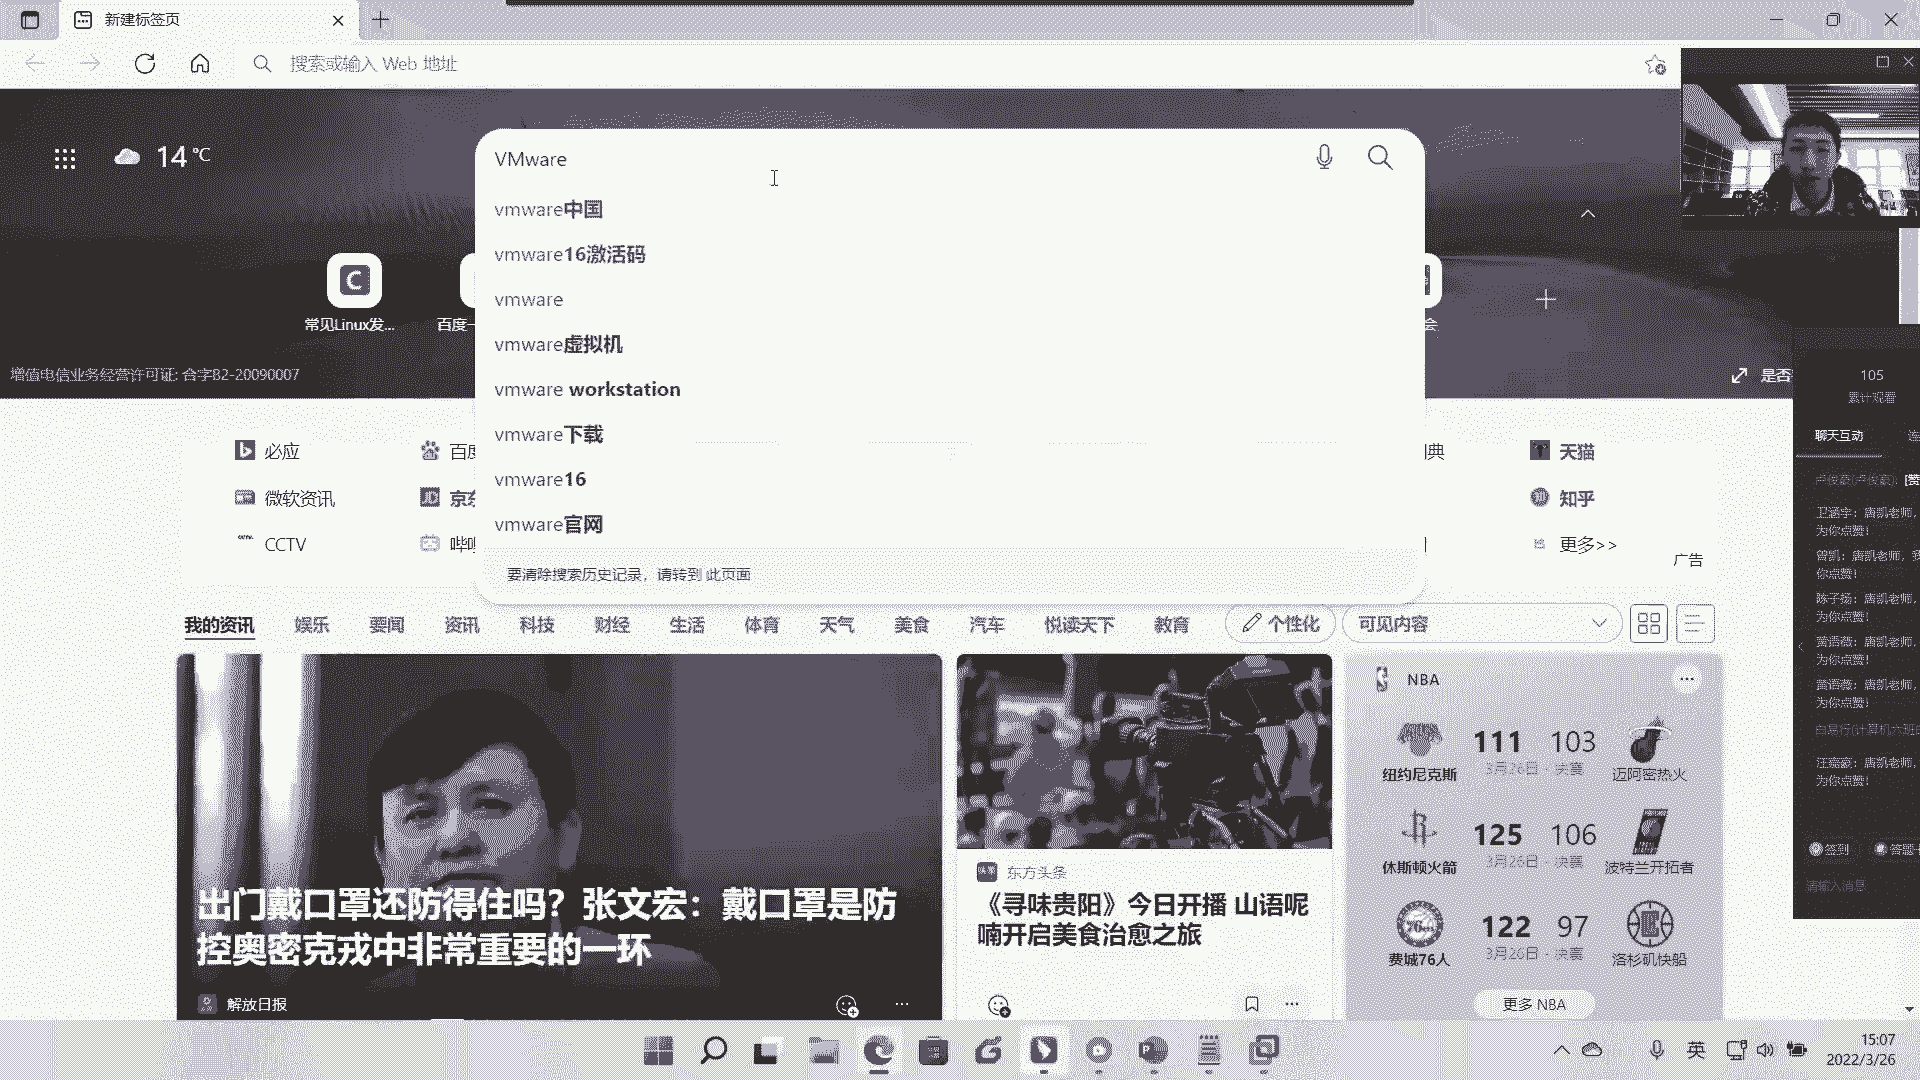 新建标签页
搜索或输入 Web 地址
14 °C
VMware
vmware中国
vmware16激活码
vmware
vmware虚拟机
vmware workstation
vmware下载
vmware16
vmware官网
要清除搜索历史记录，请转到 此页面
常见Linux发...
百度一
会
增值电信业务经营许可证: 合字B2-20090007
是否
105
累计观看
聊天互动
必应
百度
典
天猫
微软资讯
京东
知乎
CCTV
哔哩
更多>>
广告
我的资讯
娱乐
要闻
资讯
科技
财经
生活
体育
天气
美食
汽车
悦读天下
教育
个性化
可见内容
出门戴口罩还防得住吗？张文宏：戴口罩是防
控奥密克戎中非常重要的一环
解放日报
东方头条
《寻味贵阳》今日开播 山语呢
喃开启美食治愈之旅
NBA
111 103
纽约尼克斯 3月26日 · 决赛 迈阿密热火
125 106
休斯顿火箭 3月26日 · 决赛 波特兰开拓者
122 97
费城76人 3月26日 · 决赛 洛杉矶快船
更多 NBA
为你点赞!
曾凯: 唐凯老师，我
你点赞!
陈子扬: 唐凯老师，
为你点赞!
黄语薇: 唐凯老师，
为你点赞!
黄语薇: 唐凯老师，
为你点赞!
汪嘉豪: 唐凯老师，
为你点赞!
签到
答题卡
请输入消息
英
15:07
2022/3/26